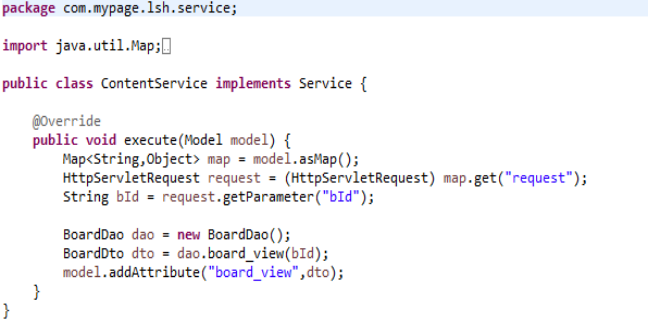 package com.mypage.lsh.service;
import java.util.Map;
public class ContentService implements Service {
@Override
public void execute(Model model) {
Map<String,Object> map = model.asMap();
HttpServletRequest request = (HttpServletRequest) map.get("request");
String bId = request.getParameter("bId");
BoardDao dao = new BoardDao();
BoardDto dto = dao.board_view(bId);
model.addAttribute("board_view",dto);
}
}